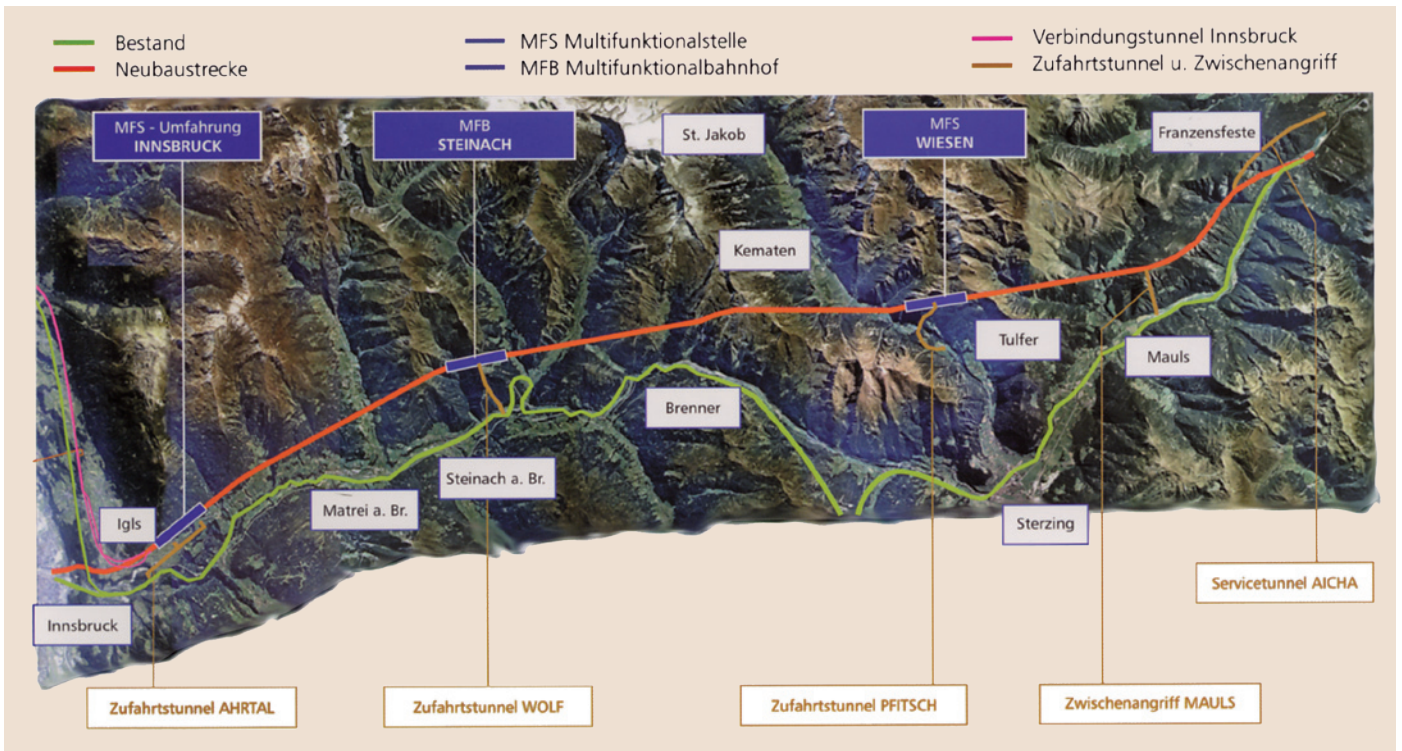 Bestand
Neubaustrecke
MFS Multifunktionalstelle
MFB Multifunktionalbahnhof
Verbindungstunnel Innsbruck
Zufahrtstunnel u. Zwischenangriff
MFS - Umfahrung
INNSBRUCK
MFB
STEINACH
St. Jakob
MFS
WIESEN
Franzensfeste
Kematen
Tulfer
Mauls
Brenner
Steinach a. Br.
Matrei a. Br.
Igls
Sterzing
Innsbruck
Servicetunnel AICHA
Zufahrtstunnel AHRTAL
Zufahrtstunnel WOLF
Zufahrtstunnel PFITSCH
Zwischenangriff MAULS